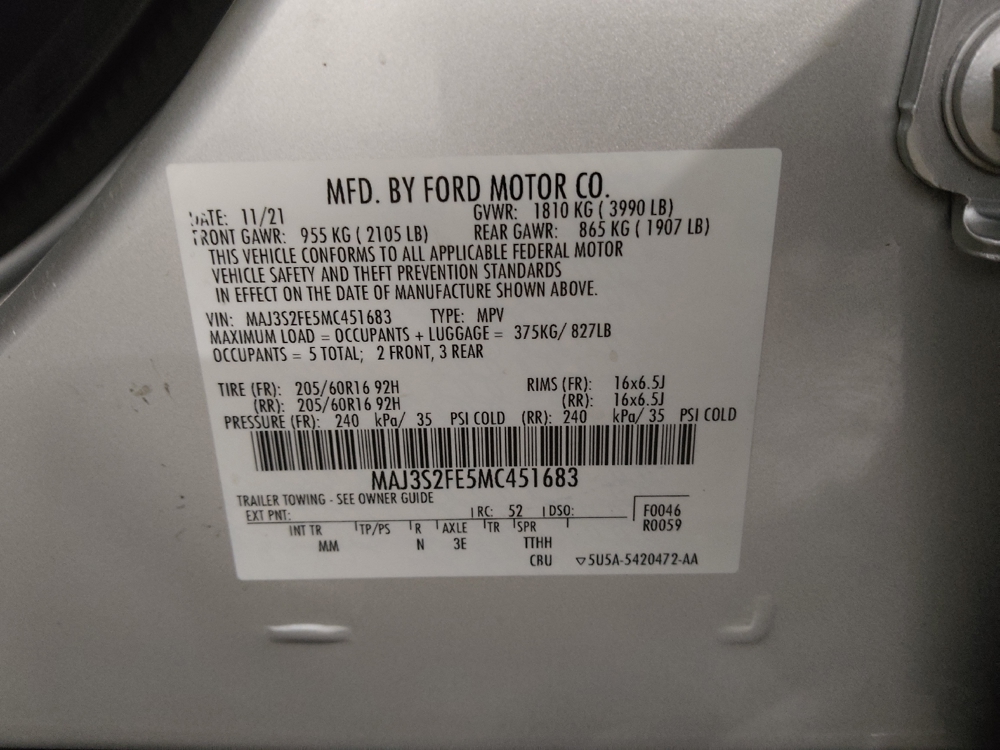 MFD. BY FORD MOTOR CO.
DATE: 11/21 GVWR: 1810 KG ( 3990 LB)
FRONT GAWR: 955 KG ( 2105 LB) REAR GAWR: 865 KG ( 1907 LB)
THIS VEHICLE CONFORMS TO ALL APPLICABLE FEDERAL MOTOR
VEHICLE SAFETY AND THEFT PREVENTION STANDARDS
IN EFFECT ON THE DATE OF MANUFACTURE SHOWN ABOVE.
VIN: MAJ3S2FE5MC451683 TYPE: MPV
MAXIMUM LOAD = OCCUPANTS + LUGGAGE = 375KG/ 827LB
OCCUPANTS = 5 TOTAL; 2 FRONT, 3 REAR
TIRE (FR): 205/60R16 92H RIMS (FR): 16x6.5J
(RR): 205/60R16 92H (RR): 16x6.5J
PRESSURE (FR): 240 kPa/ 35 PSI COLD (RR): 240 kPa/ 35 PSI COLD
MAJ3S2FE5MC451683
TRAILER TOWING - SEE OWNER GUIDE
EXT PNT: RC: 52 DSO: F0046
INT TR TP/PS R AXLE TR SPR R0059
MM N 3E TTHH
CRU ▽5U5A-5420472-AA